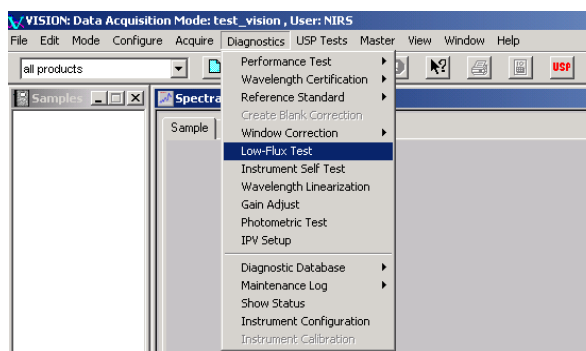 VISION: Data Acquisition Mode: test_vision , User: NIRS
File Edit Mode Configure Acquire Diagnostics USP Tests Master View Window Help
all products
USP
Samples
Spectra
Sample
Performance Test
Wavelength Certification
Reference Standard
Create Blank Correction
Window Correction
Low-Flux Test
Instrument Self Test
Wavelength Linearization
Gain Adjust
Photometric Test
IPV Setup
Diagnostic Database
Maintenance Log
Show Status
Instrument Configuration
Instrument Calibration